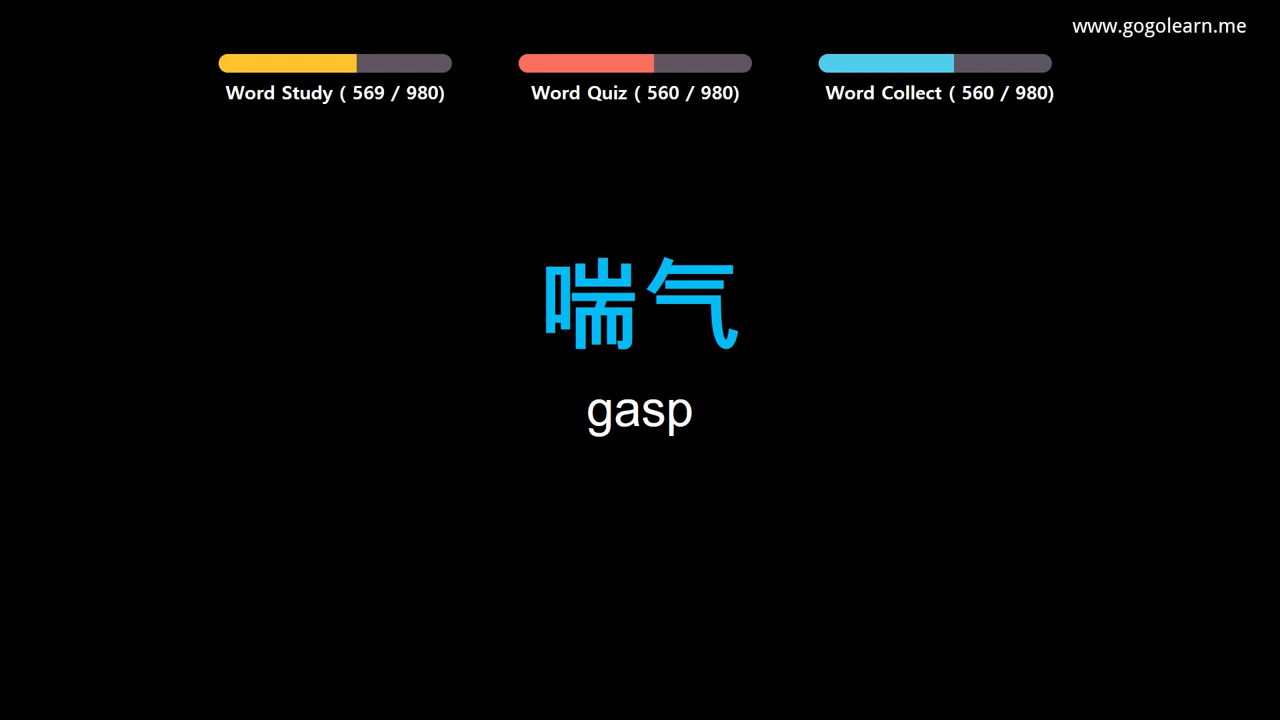 www.gogolearn.me
Word Study ( 569 / 980)
Word Quiz ( 560 / 980)
Word Collect ( 560 / 980)
喘气
gasp